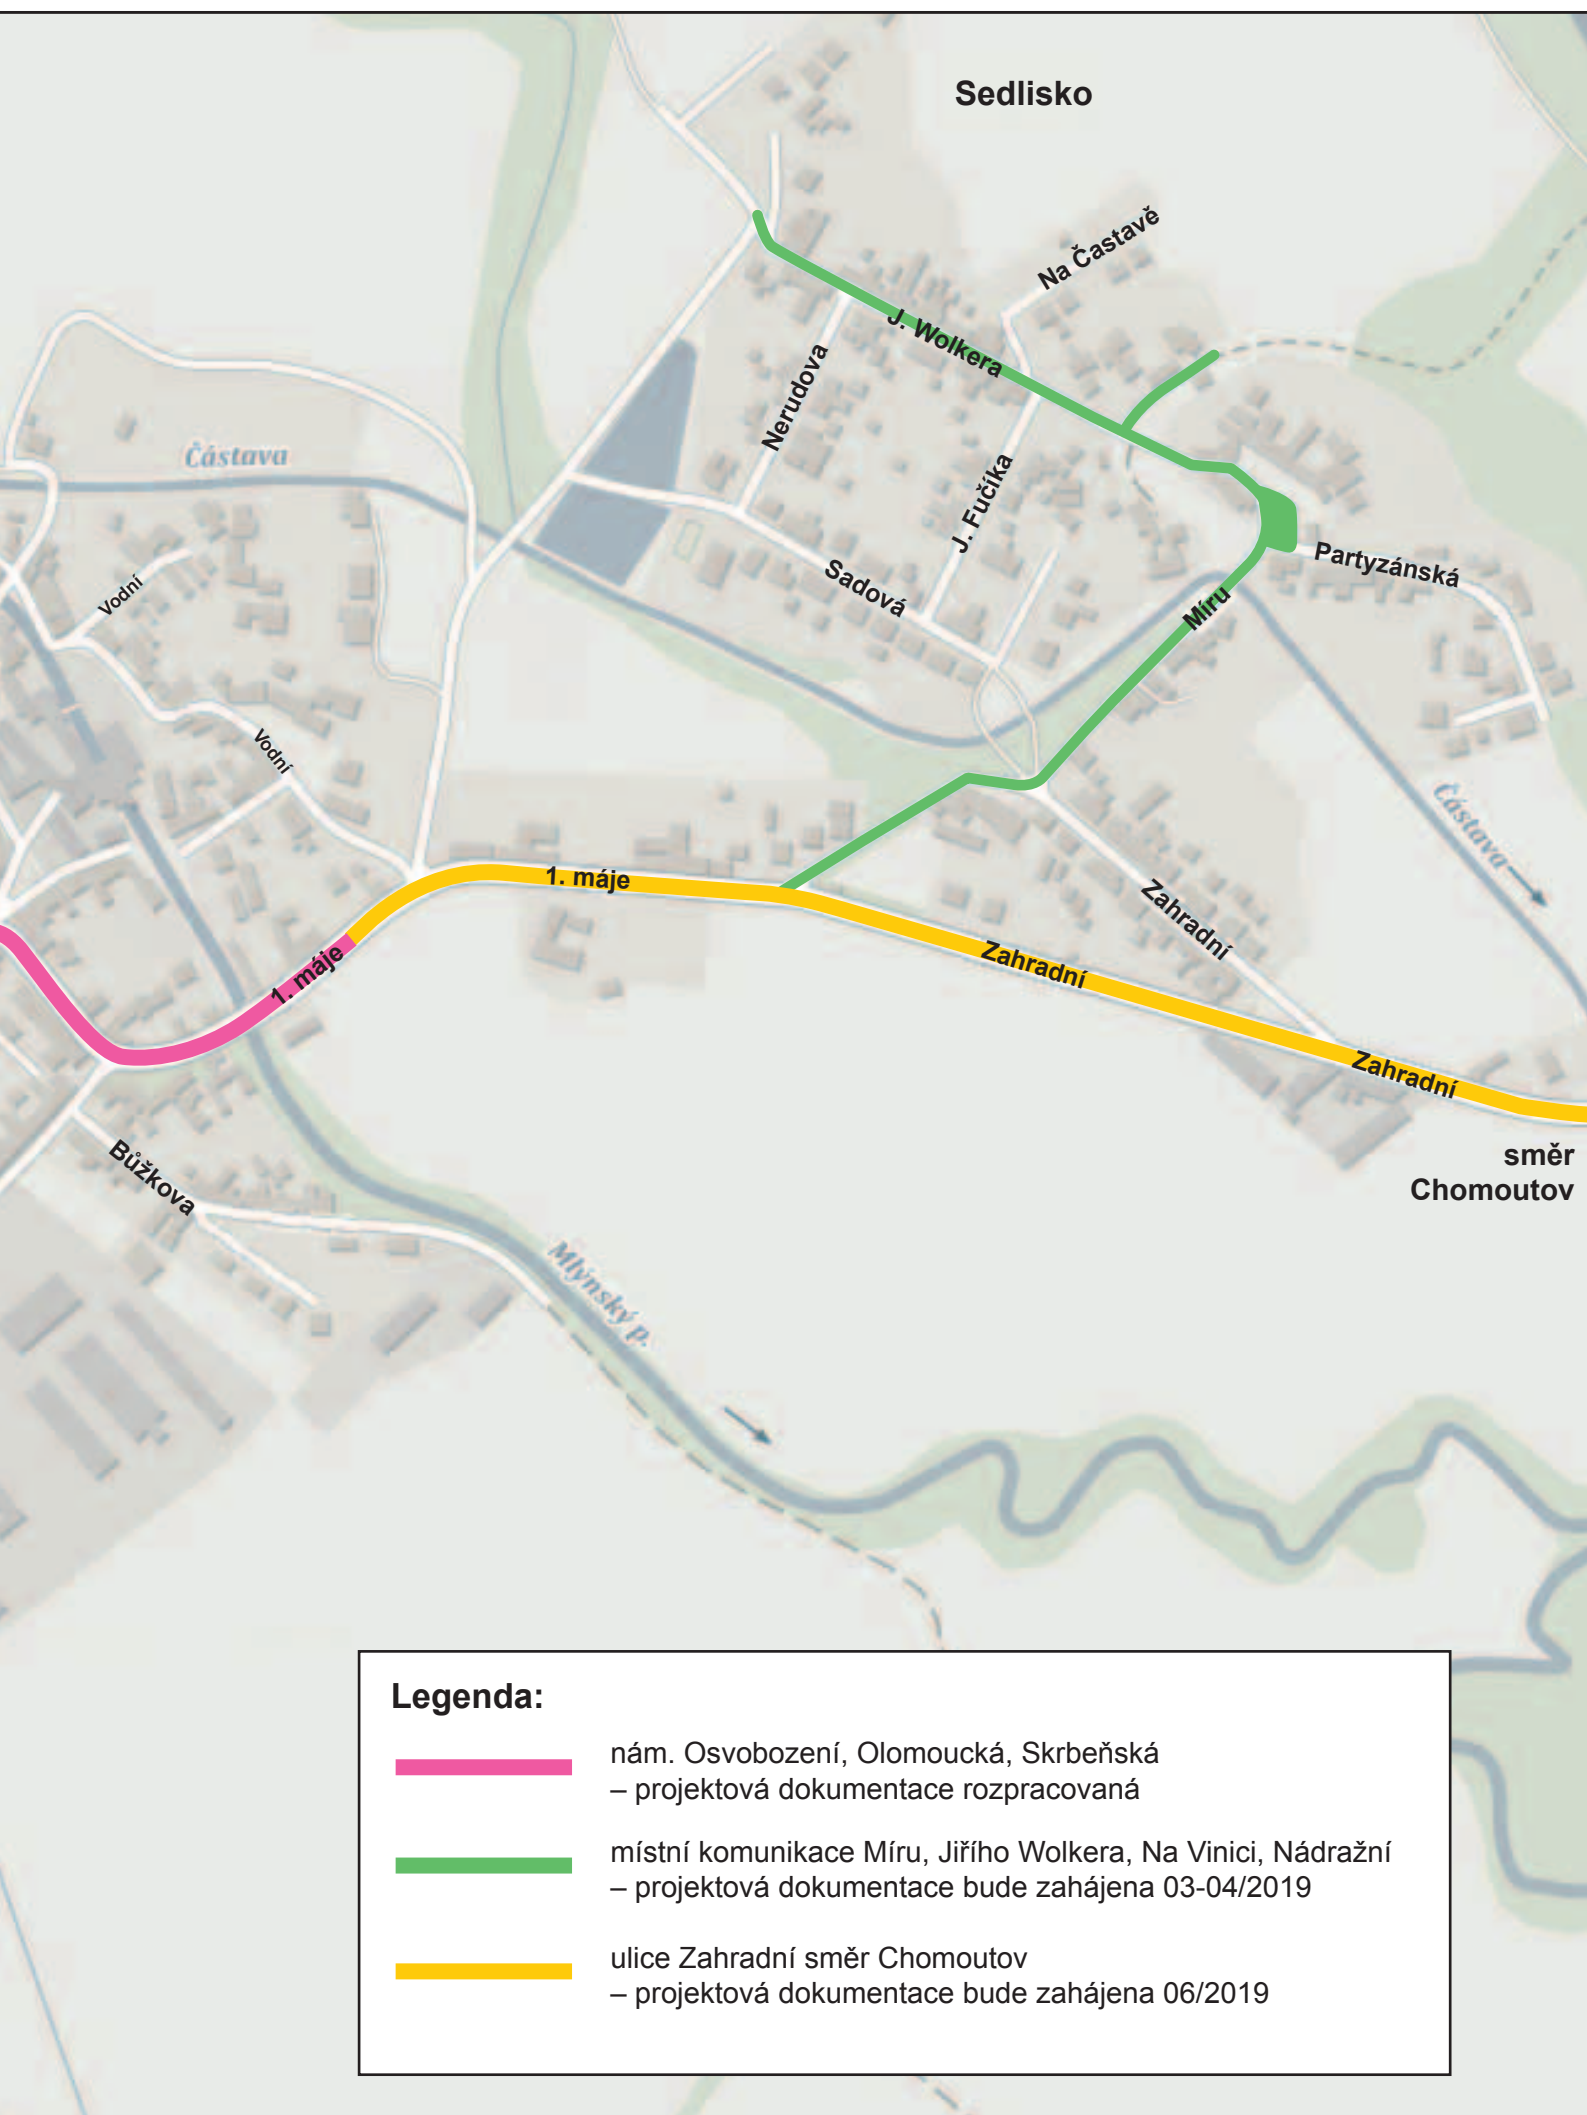 Sedlisko
Na Častavě
J. Wolkera
Nerudova
Částava
J. Fučíka
Partyzánská
Sadová
Vodní
Míru
Vodní
Částava
1. máje
Zahradní
1. máje
Zahradní
Zahradní
směr
Chomoutov
Bůžkova
Mlýnský p.
Legenda:
nám. Osvobození, Olomoucká, Skrbeňská
– projektová dokumentace rozpracovaná
místní komunikace Míru, Jiřího Wolkera, Na Vinici, Nádražní
– projektová dokumentace bude zahájena 03-04/2019
ulice Zahradní směr Chomoutov
– projektová dokumentace bude zahájena 06/2019